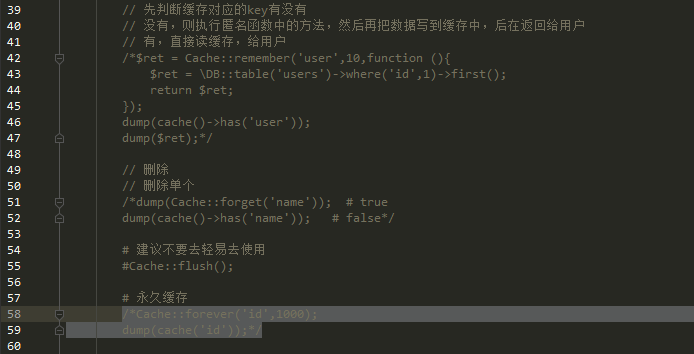 39 // 先判断缓存对应的key有没有
40 // 没有，则执行匿名函数中的方法，然后再把数据写到缓存中，后在返回给用户
41 // 有，直接读缓存，给用户
42 /*$ret = Cache::remember('user',10,function (){
43 $ret = \DB::table('users')->where('id',1)->first();
44 return $ret;
45 });
46 dump(cache()->has('user'));
47 dump($ret);*/
48
49 // 删除
50 // 删除单个
51 /*dump(Cache::forget('name')); # true
52 dump(cache()->has('name')); # false*/
53
54 # 建议不要去轻易去使用
55 #Cache::flush();
56
57 # 永久缓存
58 /*Cache::forever('id',1000);
59 dump(cache('id'));*/
60